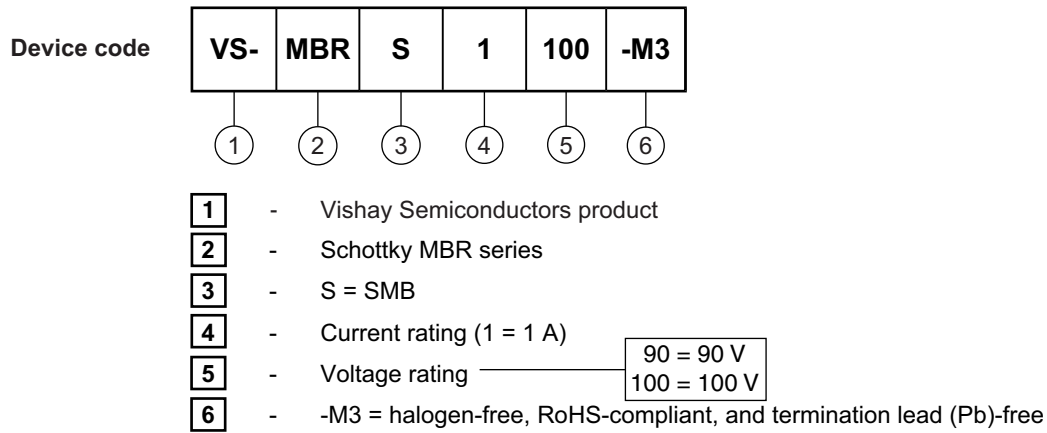 Device code VS- MBR S 1 100 -M3
1 2 3 4 5 6
1 - Vishay Semiconductors product
2 - Schottky MBR series
3 - S = SMB
4 - Current rating (1 = 1 A)
5 - Voltage rating
90 = 90 V
100 = 100 V
6 - -M3 = halogen-free, RoHS-compliant, and termination lead (Pb)-free